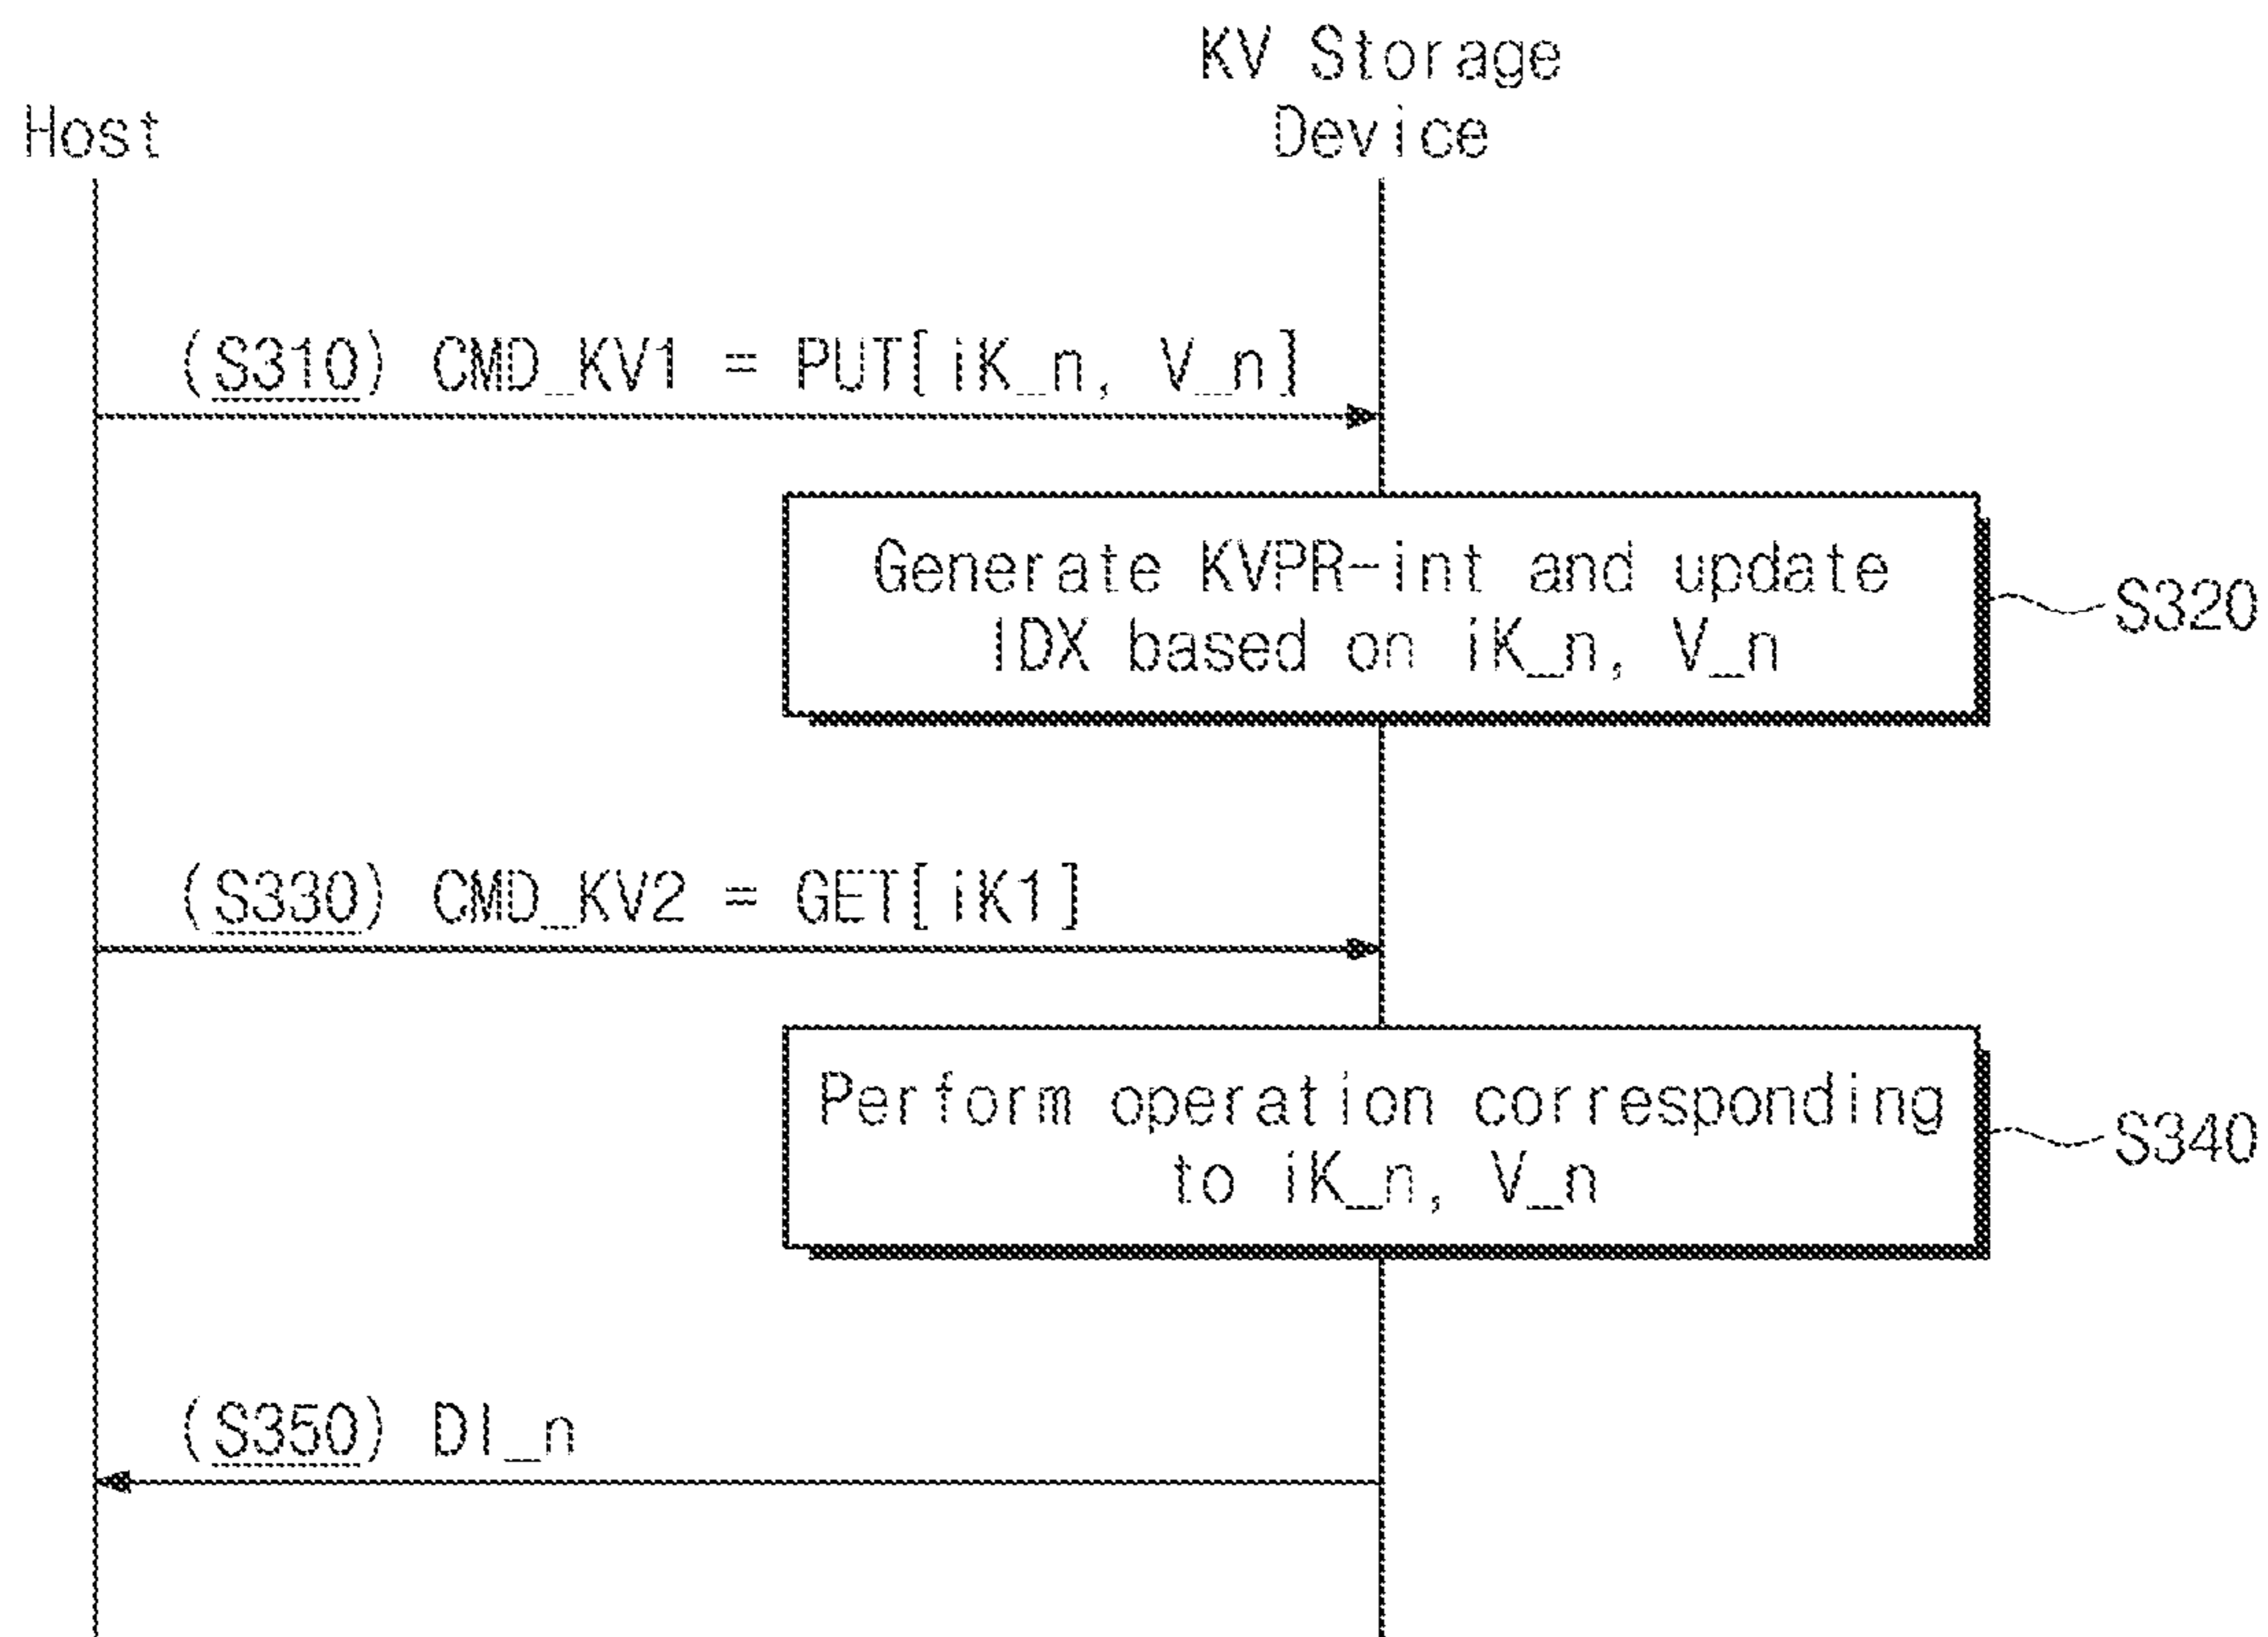 KV Storage
Device
Host
(S310) CMD_KV1 = PUT[iK_n, V_n]
Generate KVPR-int and update
IDX based on iK_n, V_n
S320
(S330) CMD_KV2 = GET[iK1]
Perform operation corresponding
to iK_n, V_n
S340
(S350) DI_n